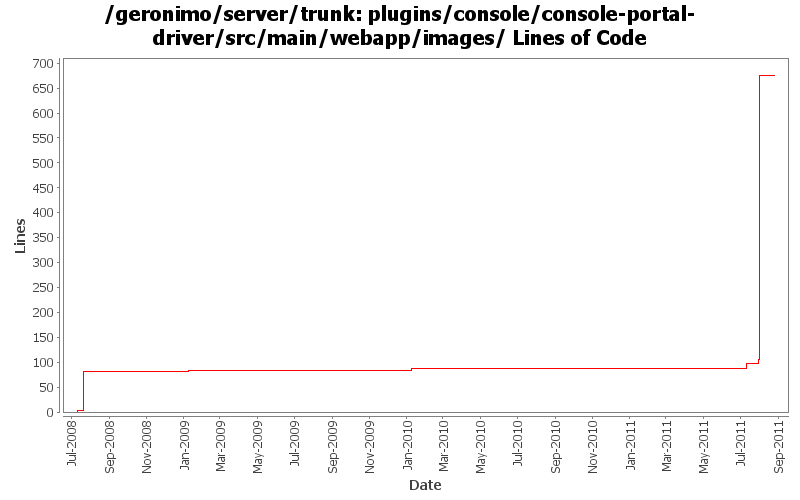 /geronimo/server/trunk: plugins/console/console-portal-
driver/src/main/webapp/images/ Lines of Code
700
650
600
550
500
450
400
350
300
250
200
150
100
50
0
Lines
Jul-2008
Sep-2008
Nov-2008
Jan-2009
Mar-2009
May-2009
Jul-2009
Sep-2009
Nov-2009
Jan-2010
Mar-2010
May-2010
Jul-2010
Sep-2010
Nov-2010
Jan-2011
Mar-2011
May-2011
Jul-2011
Sep-2011
Date